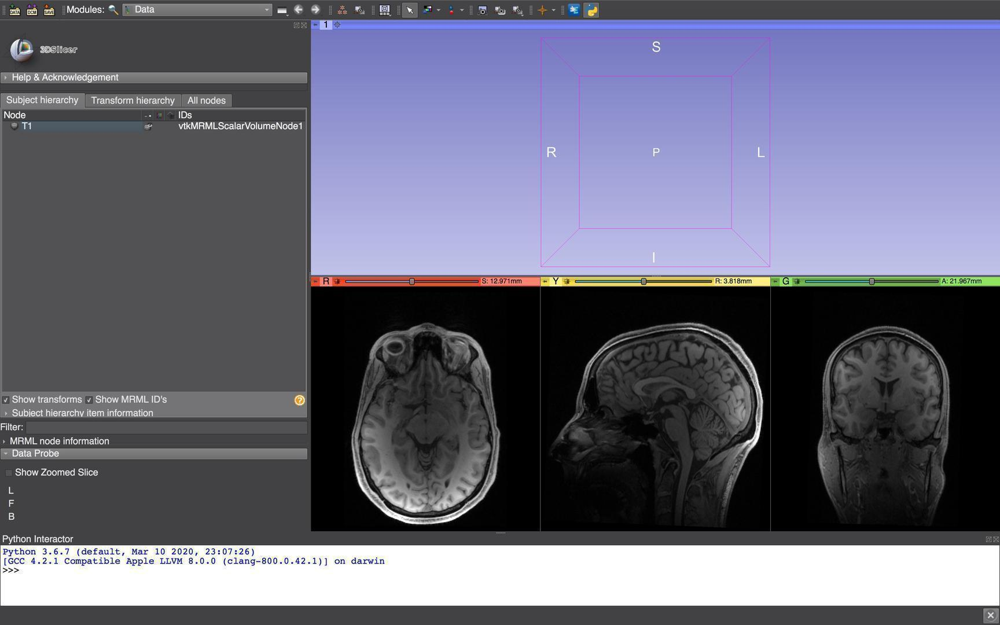 DATA DCM SAVE Modules: Data
1
3DSlicer
Help & Acknowledgement
Subject hierarchy Transform hierarchy All nodes
Node IDs
T1 vtkMRMLScalarVolumeNode1
S
R P L
I
R S: 12.971mm Y R: 3.818mm G A: 21.967mm
Show transforms Show MRML ID's
Subject hierarchy item information
Filter:
MRML node information
Data Probe
Show Zoomed Slice
L
F
B
Python Interactor
Python 3.6.7 (default, Mar 10 2020, 23:07:26)
[GCC 4.2.1 Compatible Apple LLVM 8.0.0 (clang-800.0.42.1)] on darwin
>>>